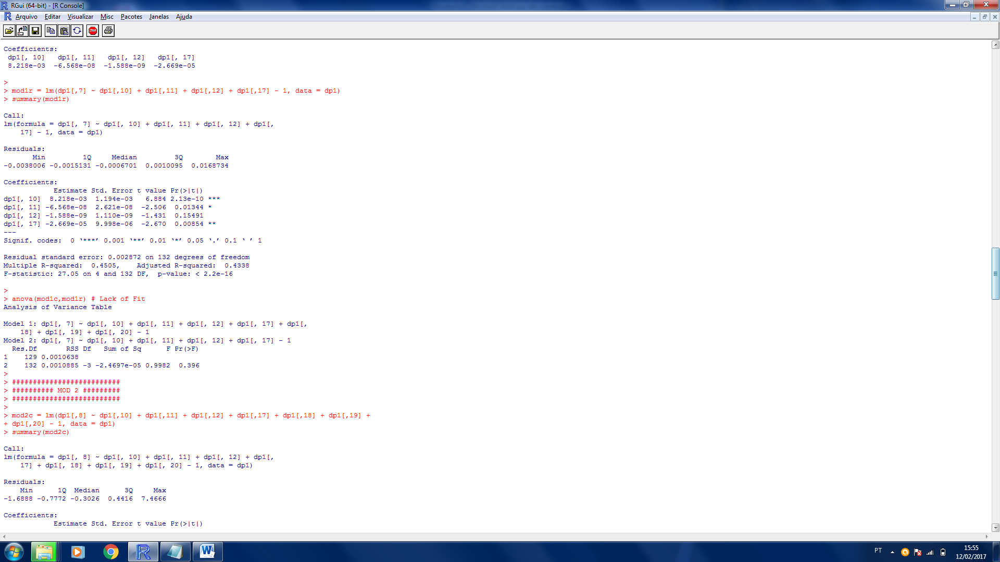 RGui (64-bit) - [R Console]
Arquivo Editar Visualizar Misc Pacotes Janelas Ajuda
STOP
Coefficients:
 dp1[, 10]   dp1[, 11]   dp1[, 12]   dp1[, 17]
 8.218e-03  -6.568e-08  -1.588e-09  -2.669e-05
>
> mod1r = lm(dp1[,7] ~ dp1[,10] + dp1[,11] + dp1[,12] + dp1[,17] - 1, data = dp1)
> summary(mod1r)
Call:
lm(formula = dp1[, 7] ~ dp1[, 10] + dp1[, 11] + dp1[, 12] + dp1[,
    17] - 1, data = dp1)
Residuals:
       Min         1Q     Median         3Q        Max
-0.0038006 -0.0015131 -0.0006701  0.0010095  0.0168734
Coefficients:
            Estimate Std. Error t value Pr(>|t|)
dp1[, 10]  8.218e-03  1.194e-03   6.884 2.13e-10 ***
dp1[, 11] -6.568e-08  2.621e-08  -2.506  0.01344 *
dp1[, 12] -1.588e-09  1.110e-09  -1.431  0.15491
dp1[, 17] -2.669e-05  9.998e-06  -2.670  0.00854 **
---
Signif. codes:  0 ‘***’ 0.001 ‘**’ 0.01 ‘*’ 0.05 ‘.’ 0.1 ‘ ’ 1
Residual standard error: 0.002872 on 132 degrees of freedom
Multiple R-squared:  0.4505,    Adjusted R-squared:  0.4338
F-statistic: 27.05 on 4 and 132 DF,  p-value: < 2.2e-16
>
> anova(mod1c,mod1r) # Lack of Fit
Analysis of Variance Table
Model 1: dp1[, 7] ~ dp1[, 10] + dp1[, 11] + dp1[, 12] + dp1[, 17] + dp1[,
    18] + dp1[, 19] + dp1[, 20] - 1
Model 2: dp1[, 7] ~ dp1[, 10] + dp1[, 11] + dp1[, 12] + dp1[, 17] - 1
  Res.Df       RSS Df   Sum of Sq      F Pr(>F)
1    129 0.0010638
2    132 0.0010885 -3 -2.4697e-05 0.9982  0.396
>
> ##########################
> ########## MOD 2 #########
> ##########################
>
> mod2c = lm(dp1[,8] ~ dp1[,10] + dp1[,11] + dp1[,12] + dp1[,17] + dp1[,18] + dp1[,19] +
+ dp1[,20] - 1, data = dp1)
> summary(mod2c)
Call:
lm(formula = dp1[, 8] ~ dp1[, 10] + dp1[, 11] + dp1[, 12] + dp1[,
    17] + dp1[, 18] + dp1[, 19] + dp1[, 20] - 1, data = dp1)
Residuals:
    Min      1Q  Median      3Q     Max
-1.6888 -0.7772 -0.3026  0.4416  7.4666
Coefficients:
            Estimate Std. Error t value Pr(>|t|)
PT
15:55
12/02/2017